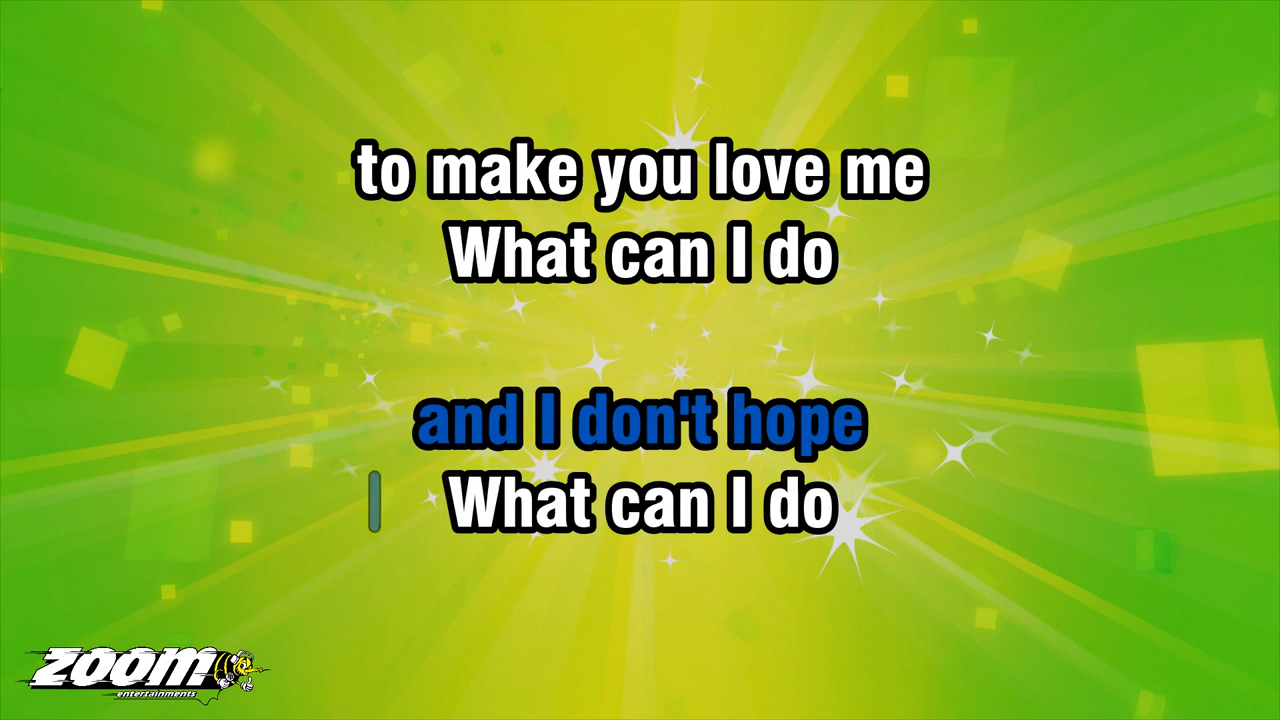 to make you love me
What can I do
and I don't hope
What can I do
zoom
entertainments